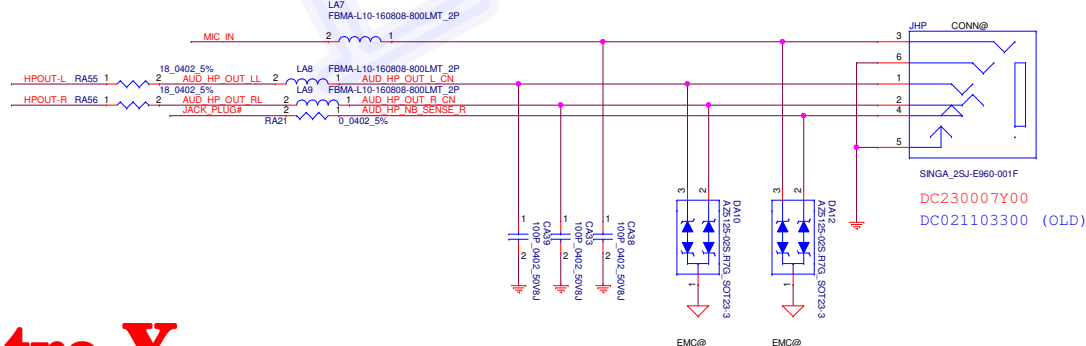 LA7
FBMA-L10-160808-800LMT_2P
JHP CONN@
MIC_IN 2 1 3
6
18_0402_5% LA8 FBMA-L10-160808-800LMT_2P
HPOUT-L RA55 1 2 AUD_HP_OUT_LL 2 1 AUD_HP_OUT_L_CN 1
18_0402_5% LA9 FBMA-L10-160808-800LMT_2P
HPOUT-R RA56 1 2 AUD_HP_OUT_RL 2 1 AUD_HP_OUT_R_CN 2
JACK_PLUG# 2 1 AUD_HP_NB_SENSE_R 4
RA21 0_0402_5%
5
SINGA_2SJ-E960-001F
DC230007Y00
DC021103300 (OLD)
3 2 3 2
DA10
AZ5125-02S.R7G_SOT23-3
DA12
AZ5125-02S.R7G_SOT23-3
1 1 1
CA39
100P_0402_50V8J
CA33
100P_0402_50V8J
CA38
100P_0402_50V8J
2 2 2
1 1
EMC@ EMC@